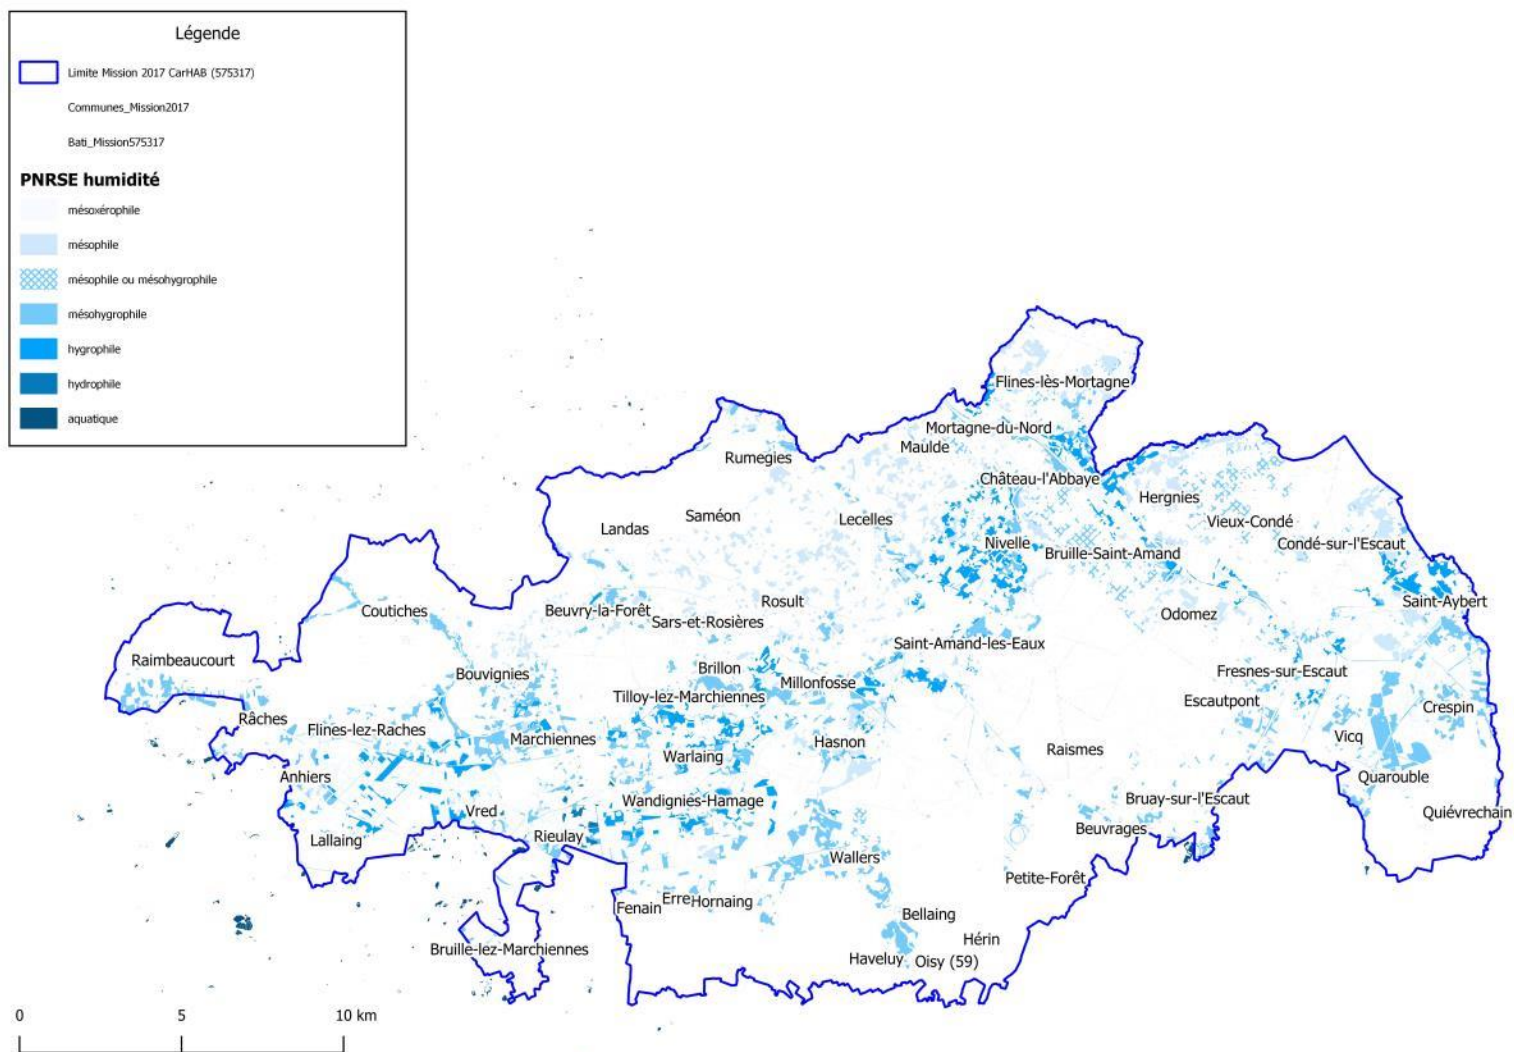 Légende
Limite Mission 2017 CarHAB (575317)
Communes_Mission2017
Bati_Mission575317
PNRSE humidité
mésoxérophile
mésophile
mésophile ou mésohygrophile
mésohygrophile
hygrophile
hydrophile
aquatique
Flines-lès-Mortagne
Mortagne-du-Nord
Maulde
Rumegies
Château-l'Abbaye
Hergnies
Saméon
Lecelles
Vieux-Condé
Landas
Nivelle
Condé-sur-l'Escaut
Bruille-Saint-Amand
Coutiches
Beuvry-la-Forêt
Rosult
Saint-Aybert
Sars-et-Rosières
Odomez
Saint-Amand-les-Eaux
Raimbeaucourt
Brillon
Bouvignies
Fresnes-sur-Escaut
Millonfosse
Tilloy-lez-Marchiennes
Escautpont
Crespin
Râches
Flines-lez-Raches
Marchiennes
Hasnon
Vicq
Raismes
Warlaing
Anhiers
Quarouble
Wandignies-Hamage
Bruay-sur-l'Escaut
Vred
Quiévrechain
Beuvrages
Lallaing
Rieulay
Wallers
Petite-Forêt
Erre
Hornaing
Fenain
Bellaing
Hérin
Bruille-lez-Marchiennes
Haveluy
Oisy (59)
0 5 10 km